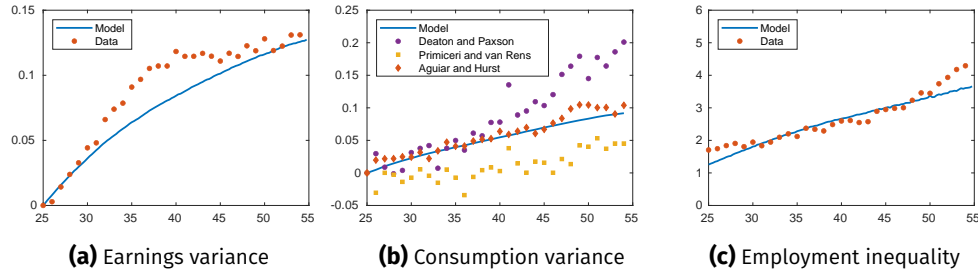 0.15
0.1
0.05
0
25 30 35 40 45 50 55
Model
Data
(a) Earnings variance
0.25
0.20
0.15
0.1
0.05
0
-0.05
25 30 35 40 45 50 55
Model
Deaton and Paxson
Primiceri and van Rens
Aguiar and Hurst
(b) Consumption variance
6
5
4
3
2
1
0
25 30 35 40 45 50 55
Model
Data
(c) Employment inequality